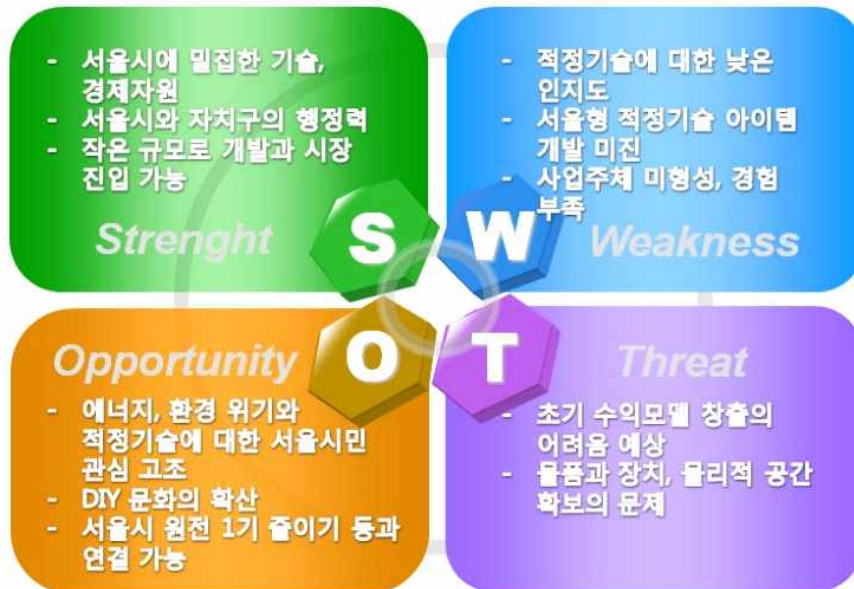 - 서울시에 밀집한 기술,
경제자원
- 서울시와 자치구의 행정력
- 작은 규모로 개발과 시장
진입 가능
Strenght
S
- 적정기술에 대한 낮은
인지도
- 서울형 적정기술 아이템
개발 미진
- 사업주체 미형성, 경험
부족
W
Weakness
Opportunity
O
- 에너지, 환경 위기와
적정기술에 대한 서울시민
관심 고조
- DIY 문화의 확산
- 서울시 원전 1기 줄이기 등과
연결 가능
T
Threat
- 초기 수익모델 창출의
어려움 예상
- 물품과 장치, 물리적 공간
확보의 문제